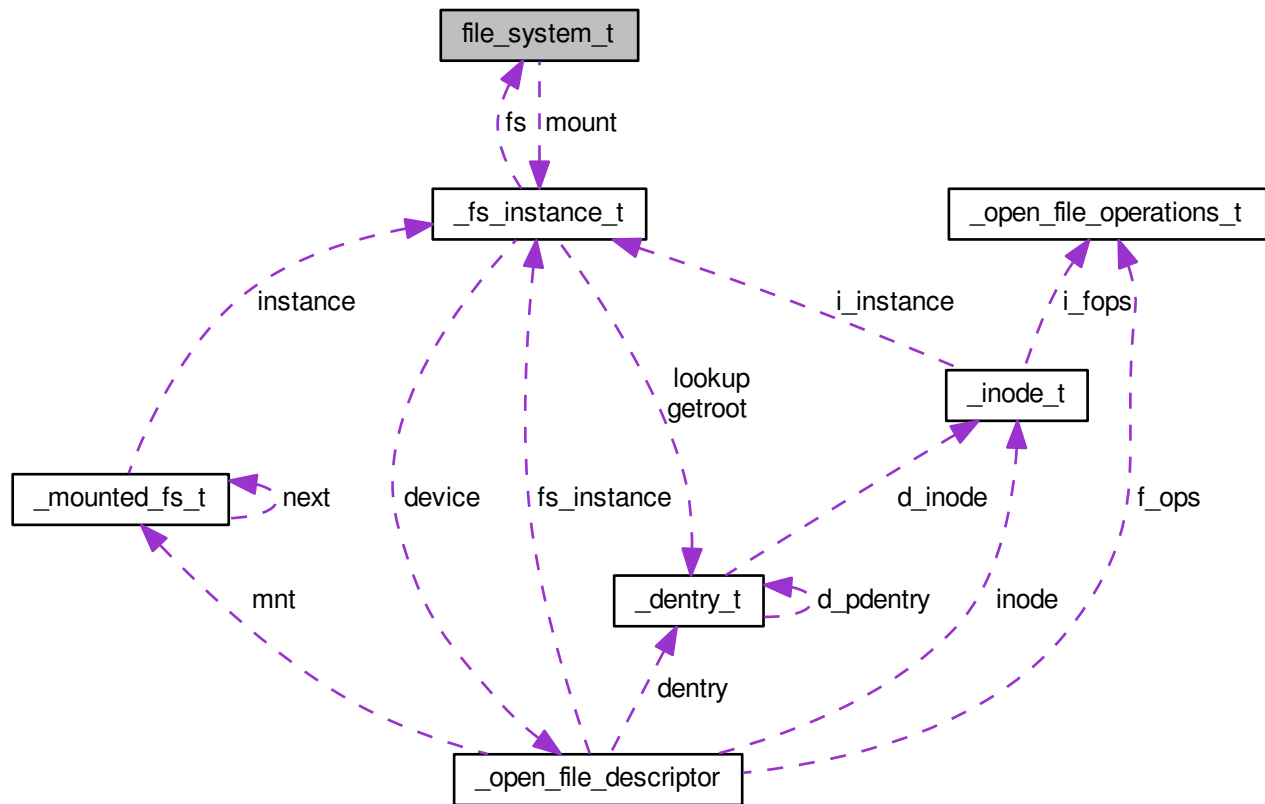 file_system_t
fs
mount
_fs_instance_t
_open_file_operations_t
instance
i_instance
i_fops
lookup
getroot
_inode_t
_mounted_fs_t
next
device
fs_instance
d_inode
f_ops
_dentry_t
d_pdentry
mnt
inode
dentry
_open_file_descriptor